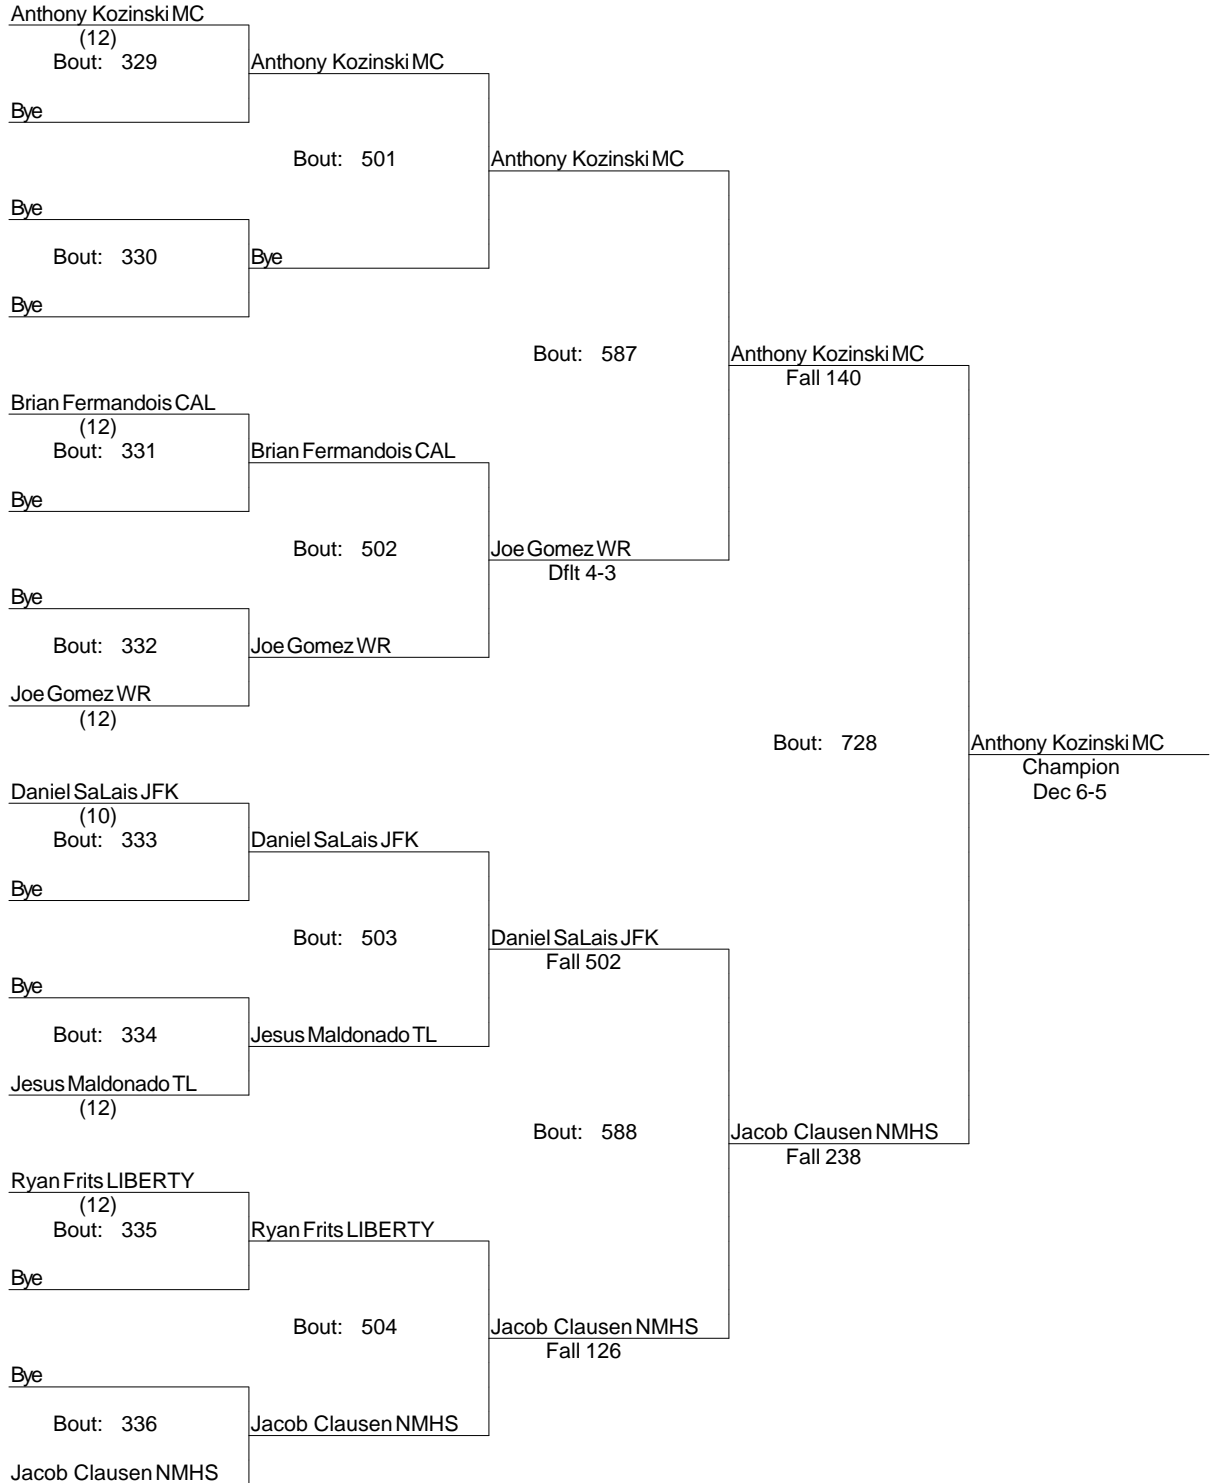 Anthony Kozinski MC
(12)
Bout: 329
Anthony Kozinski MC
Bye
Bout: 501
Anthony Kozinski MC
Bye
Bout: 330
Bye
Bye
Bout: 587
Anthony Kozinski MC
Fall 140
Brian Fermandois CAL
(12)
Bout: 331
Brian Fermandois CAL
Bye
Bout: 502
Joe Gomez WR
Dflt 4-3
Bye
Bout: 332
Joe Gomez WR
Joe Gomez WR
(12)
Bout: 728
Anthony Kozinski MC
Champion
Dec 6-5
Daniel SaLais JFK
(10)
Bout: 333
Daniel SaLais JFK
Bye
Bout: 503
Daniel SaLais JFK
Fall 502
Bye
Bout: 334
Jesus Maldonado TL
Jesus Maldonado TL
(12)
Bout: 588
Jacob Clausen NMHS
Fall 238
Ryan Frits LIBERTY
(12)
Bout: 335
Ryan Frits LIBERTY
Bye
Bout: 504
Jacob Clausen NMHS
Fall 126
Bye
Bout: 336
Jacob Clausen NMHS
Jacob Clausen NMHS